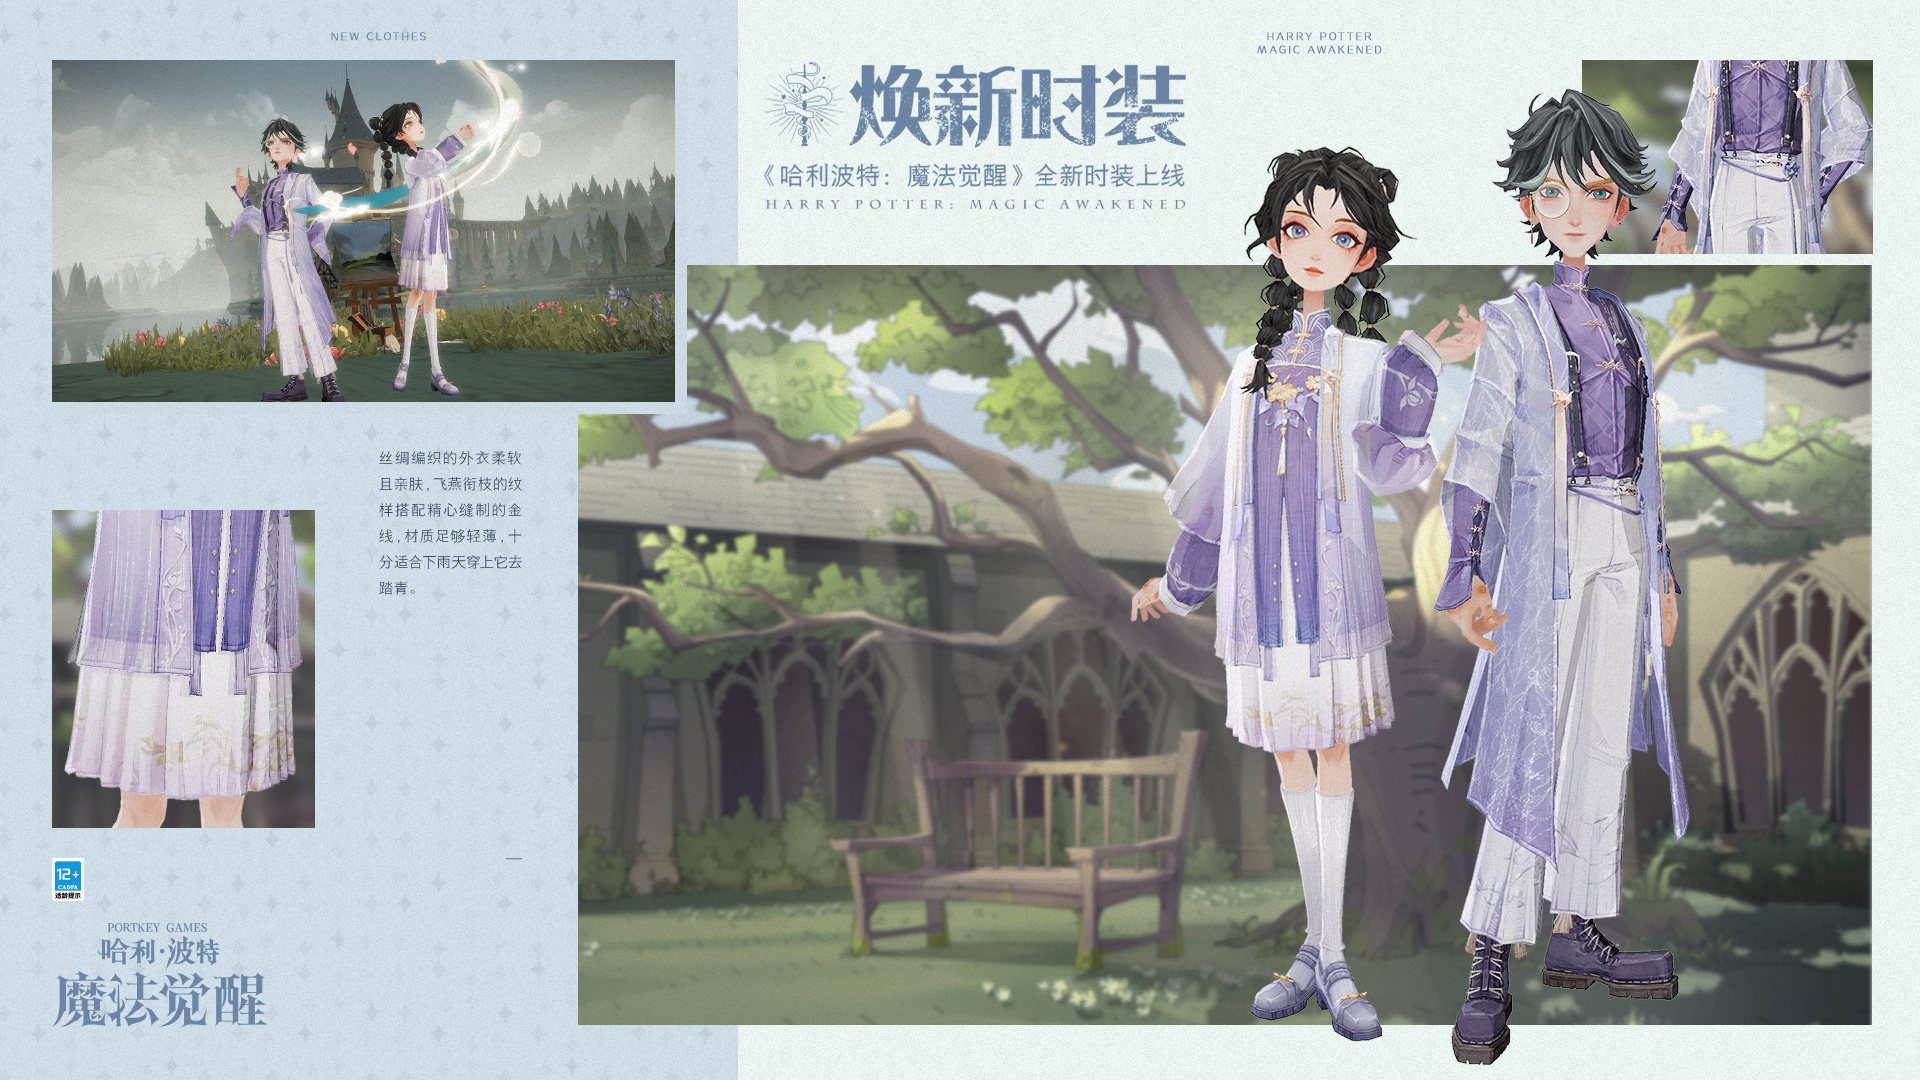 NEW CLOTHES
HARRY POTTER
MAGIC AWAKENED
焕新时装
《哈利波特：魔法觉醒》全新时装上线
HARRY POTTER: MAGIC AWAKENED
丝绸编织的外衣柔软
且亲肤，飞燕衔枝的纹
样搭配精心缝制的金
线，材质足够轻薄，十
分适合下雨天穿上它去
踏青。
12+
CADPA
适龄提示
PORTKEY GAMES
哈利·波特
魔法觉醒